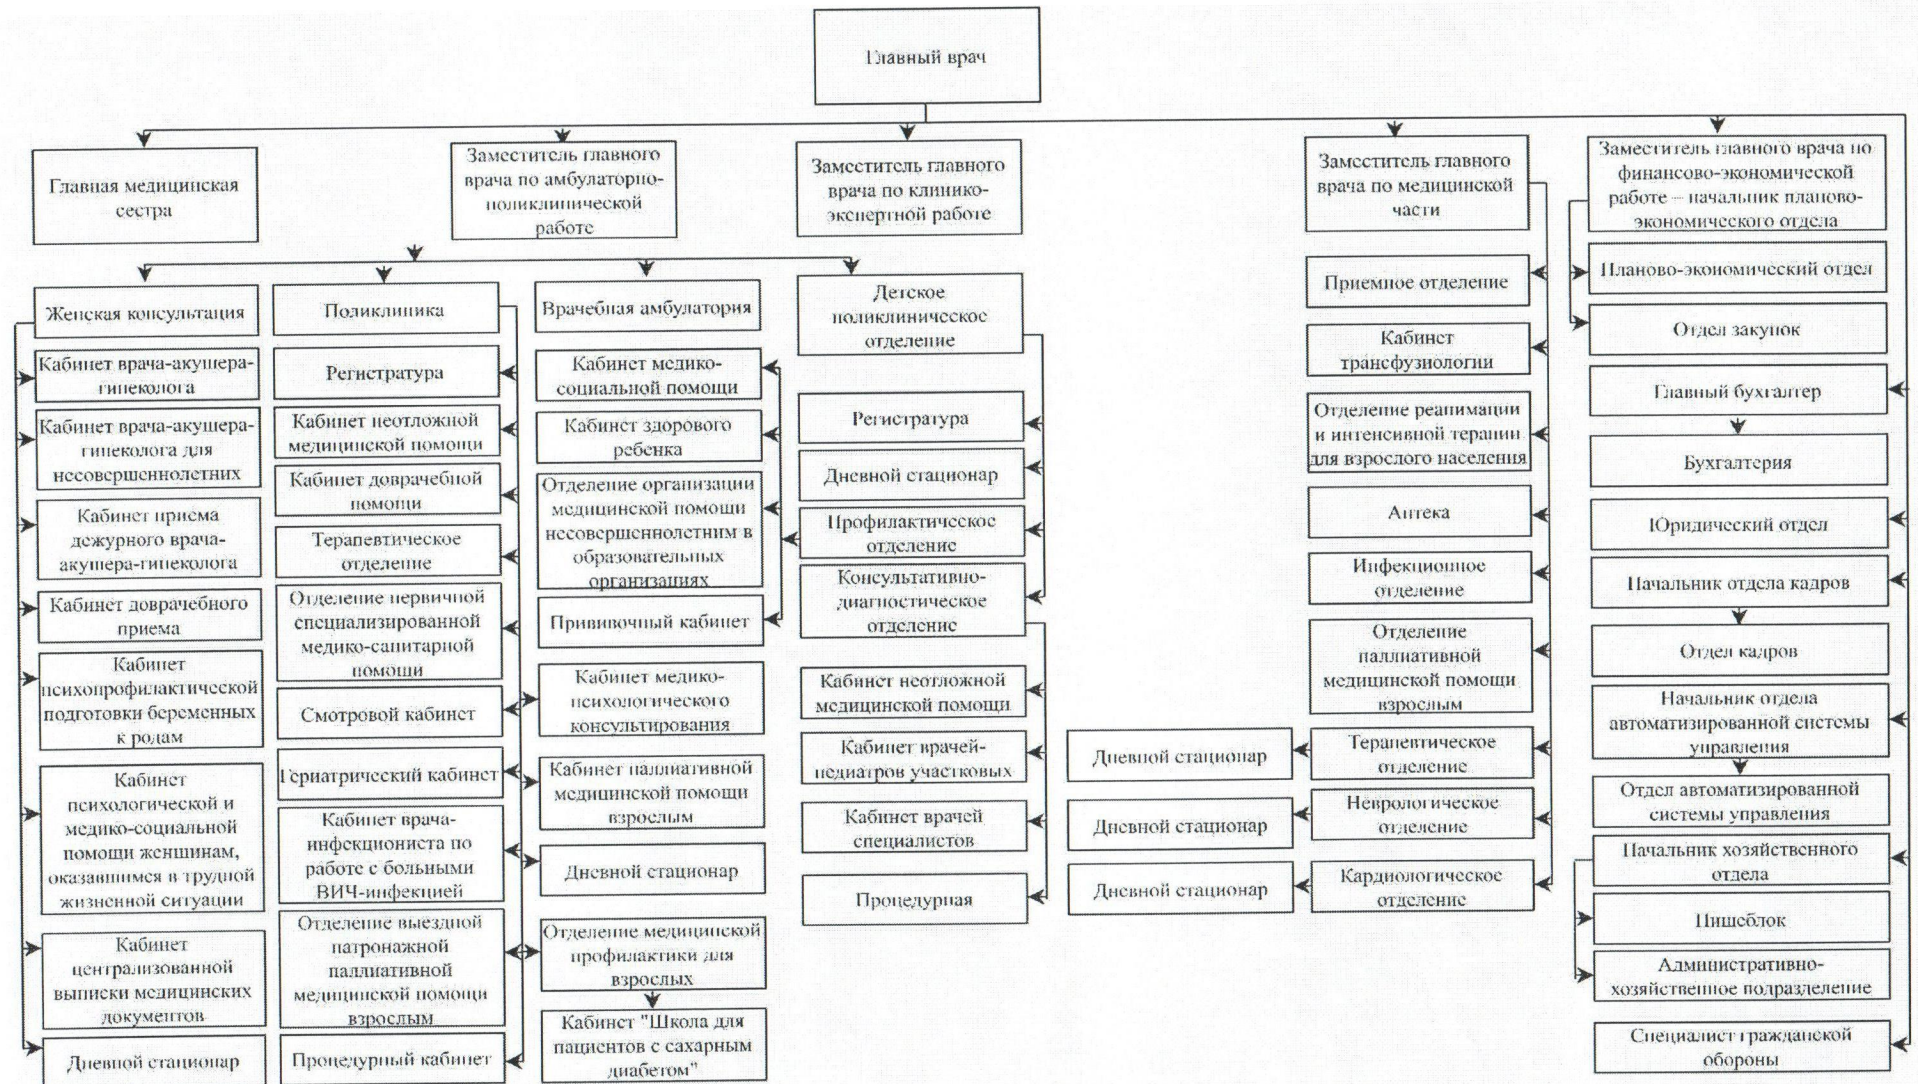 Главный врач
Главная медицинская
сестра
Заместитель главного
врача по амбулаторно-
поликлинической
работе
Заместитель главного
врача по клинико-
экспертной работе
Заместитель главного
врача по медицинской
части
Заместитель главного врача по
финансово-экономической
работе – начальник планово-
экономического отдела
Женская консультация
Кабинет врача-акушера-
гинеколога
Кабинет врача-акушера-
гинеколога для
несовершеннолетних
Кабинет приема
дежурного врача-
акушера-гинеколога
Кабинет доврачебного
приема
Кабинет
психопрофилактической
подготовки беременных
к родам
Кабинет
психологической и
медико-социальной
помощи женщинам,
оказавшимся в трудной
жизненной ситуации
Кабинет
централизованной
выписки медицинских
документов
Дневной стационар
Поликлиника
Регистратура
Кабинет неотложной
медицинской помощи
Кабинет доврачебной
помощи
Терапевтическое
отделение
Отделение первичной
специализированной
медико-санитарной
помощи
Смотровой кабинет
Гериатрический кабинет
Кабинет врача-
инфекциониста по
работе с больными
ВИЧ-инфекцией
Отделение выездной
патронажной
паллиативной
медицинской помощи
взрослым
Процедурный кабинет
Врачебная амбулатория
Кабинет медико-
социальной помощи
Кабинет здорового
ребенка
Отделение организации
медицинской помощи
несовершеннолетним в
образовательных
организациях
Прививочный кабинет
Кабинет медико-
психологического
консультирования
Кабинет паллиативной
медицинской помощи
взрослым
Дневной стационар
Отделение медицинской
профилактики для
взрослых
Кабинет "Школа для
пациентов с сахарным
диабетом"
Детское
поликлиническое
отделение
Регистратура
Дневной стационар
Профилактическое
отделение
Консультативно-
диагностическое
отделение
Кабинет неотложной
медицинской помощи
Кабинет врачей-
педиатров участковых
Кабинет врачей
специалистов
Процедурная
Приемное отделение
Кабинет
трансфузиологии
Отделение реанимации
и интенсивной терапии
для взрослого населения
Аптека
Инфекционное
отделение
Отделение
паллиативной
медицинской помощи
взрослым
Дневной стационар
Терапевтическое
отделение
Дневной стационар
Неврологическое
отделение
Дневной стационар
Кардиологическое
отделение
Планово-экономический отдел
Отдел закупок
Главный бухгалтер
Бухгалтерия
Юридический отдел
Начальник отдела кадров
Отдел кадров
Начальник отдела
автоматизированной системы
управления
Отдел автоматизированной
системы управления
Начальник хозяйственного
отдела
Пищеблок
Административно-
хозяйственное подразделение
Специалист гражданской
обороны